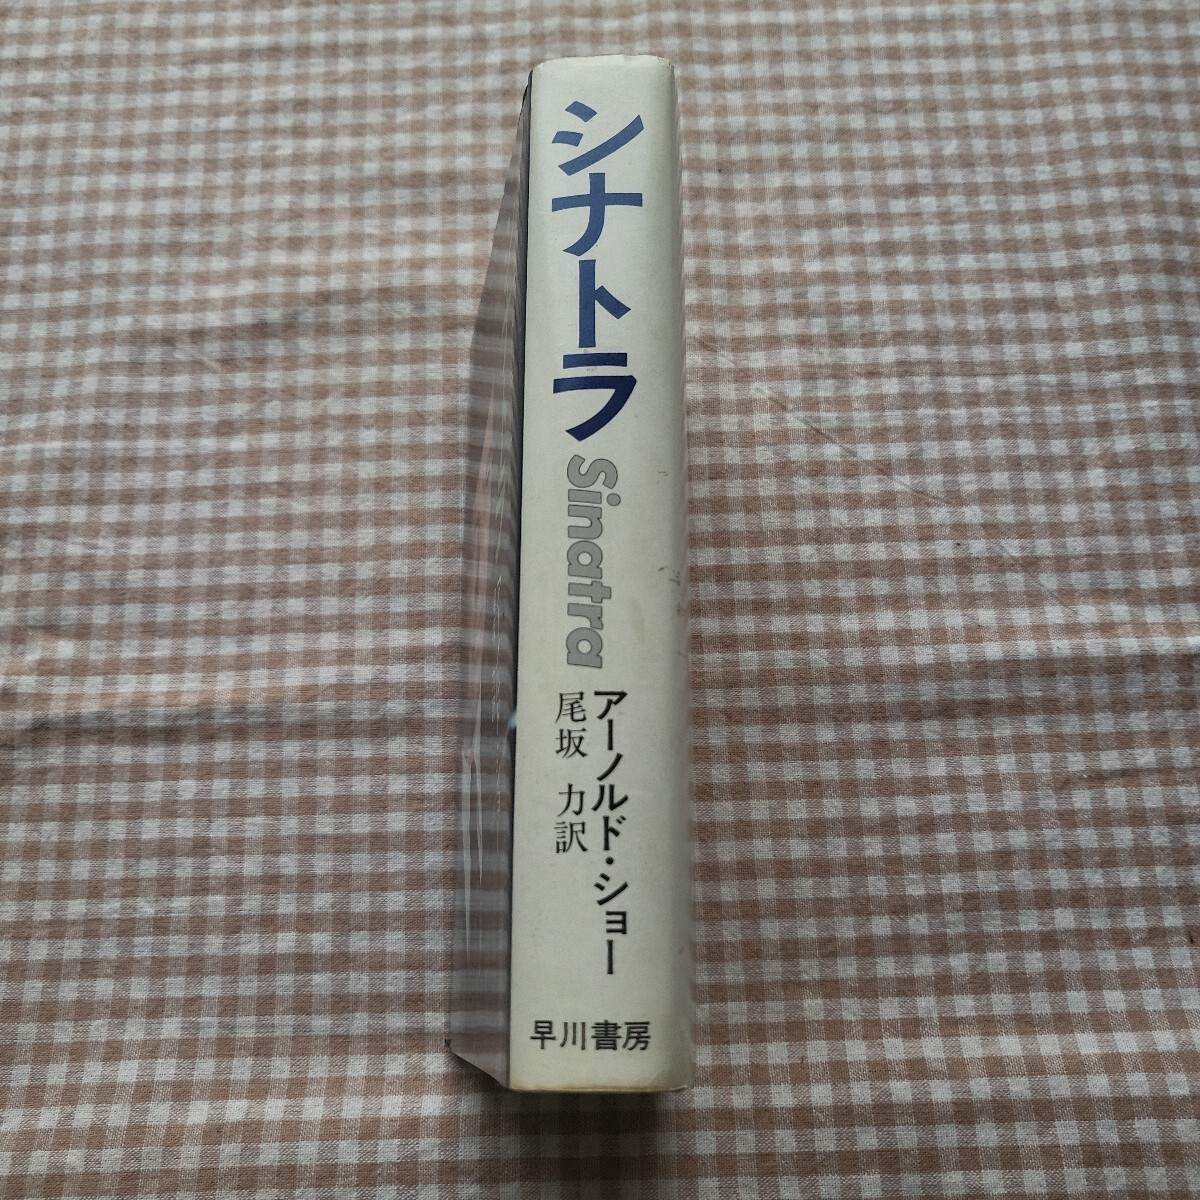 シナトラ
Sinatra
アーノルド・ショー
尾坂 力訳
早川書房